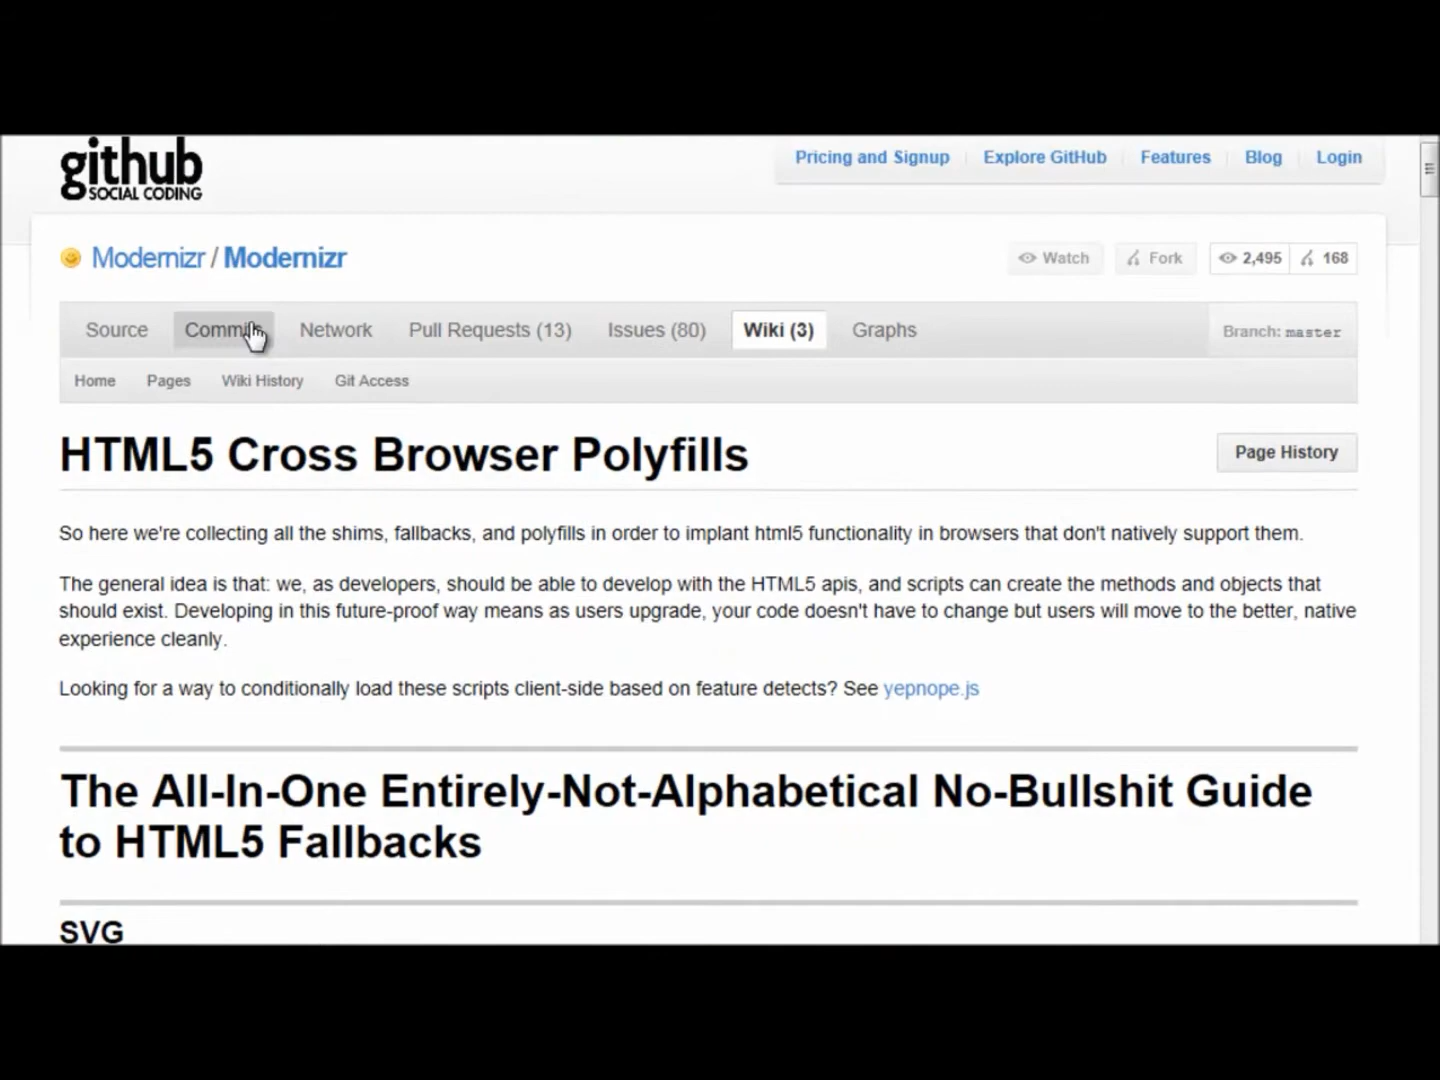 github
SOCIAL CODING
Pricing and Signup
Explore GitHub
Features
Blog
Login
Modernizr / Modernizr
Watch
Fork
2,495
168
Source
Network
Pull Requests (13)
Issues (80)
Wiki (3)
Graphs
Branch: master
Home
Pages
Wiki History
Git Access
HTML5 Cross Browser Polyfills
Page History
So here we're collecting all the shims, fallbacks, and polyfills in order to implant html5 functionality in browsers that don't natively support them.
The general idea is that: we, as developers, should be able to develop with the HTML5 apis, and scripts can create the methods and objects that
should exist. Developing in this future-proof way means as users upgrade, your code doesn't have to change but users will move to the better, native
experience cleanly.
Looking for a way to conditionally load these scripts client-side based on feature detects? See yepnope.js
The All-In-One Entirely-Not-Alphabetical No-Bullshit Guide
to HTML5 Fallbacks
SVG